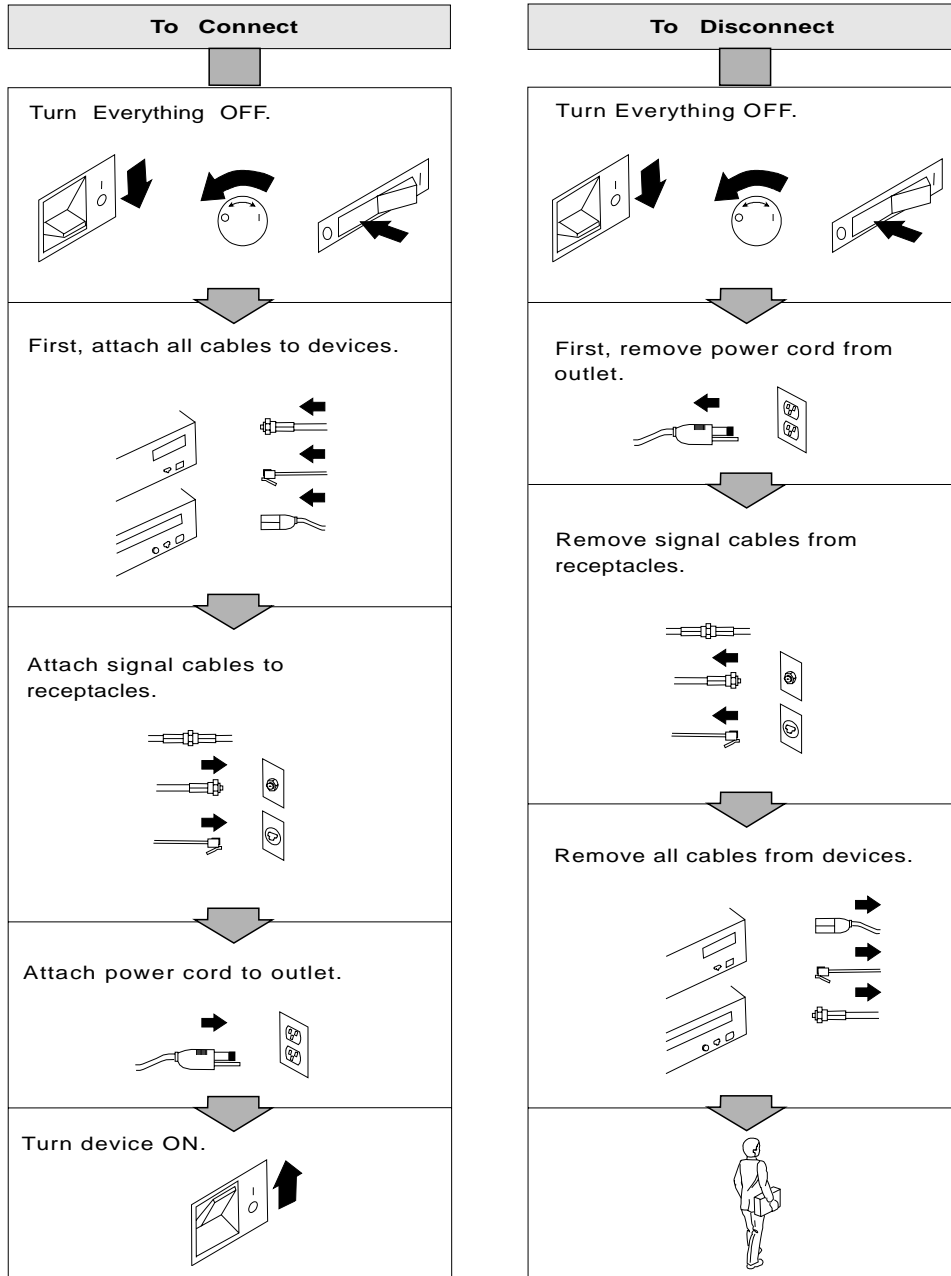 To Connect
Turn Everything OFF.
First, attach all cables to devices.
Attach signal cables to
receptacles.
Attach power cord to outlet.
Turn device ON.
To Disconnect
Turn Everything OFF.
First, remove power cord from
outlet.
Remove signal cables from
receptacles.
Remove all cables from devices.